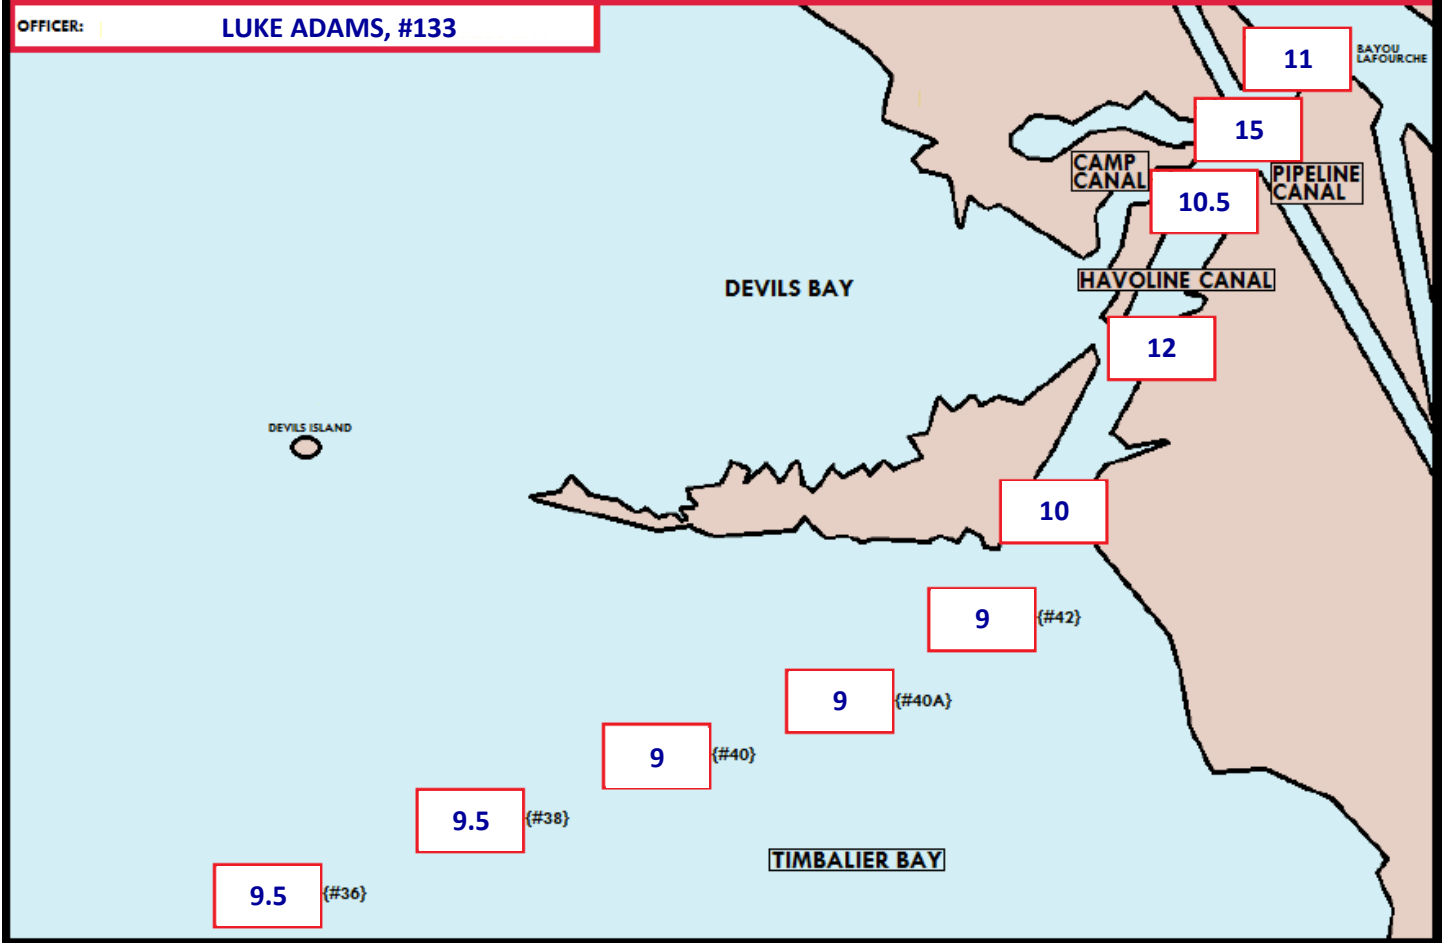 OFFICER: LUKE ADAMS, #133
11
BAYOU
LAFOURCHE
15
CAMP
CANAL
PIPELINE
CANAL
10.5
HAVOLINE CANAL
DEVILS BAY
12
DEVILS ISLAND
10
9 {#42}
9 {#40A}
9 {#40}
9.5 {#38}
TIMBALIER BAY
9.5 {#36}